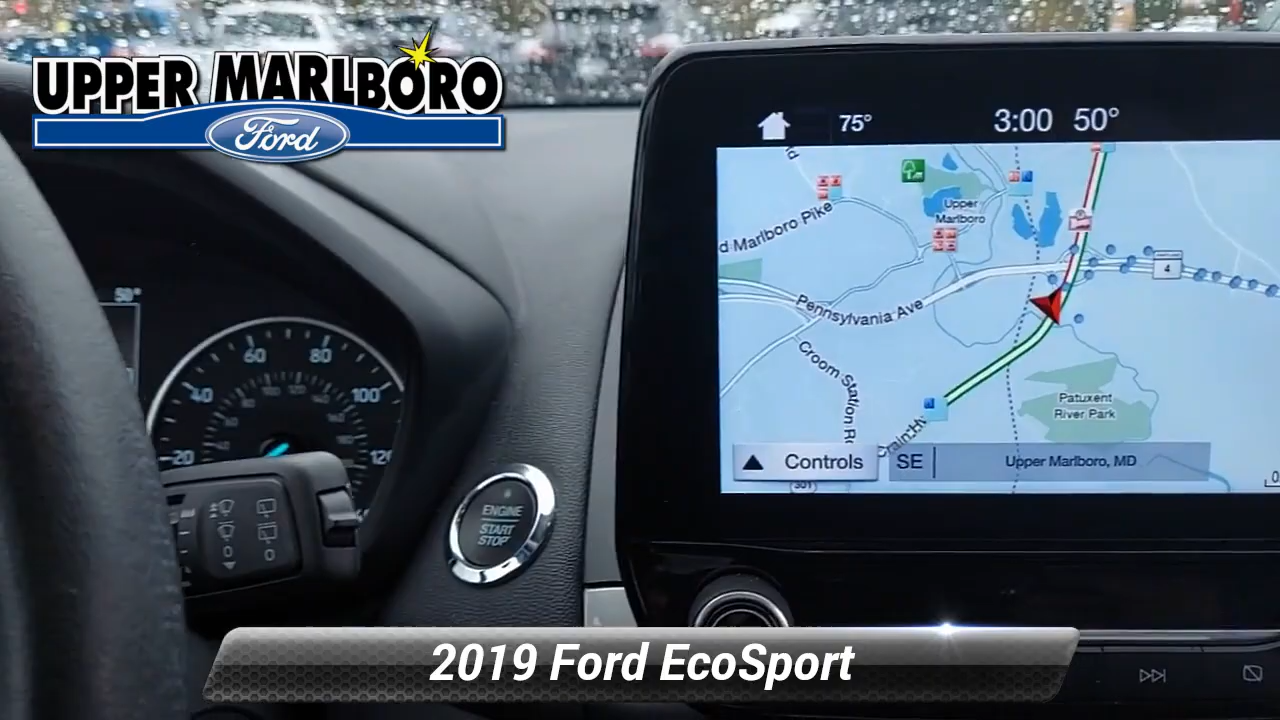 UPPER MARLBORO
Ford
75°
3:00 50°
Upper
Marlboro
d Marlboro Pike
4
Pennsylvania Ave
Croom Station R
Patuxent
River Park
Controls
SE
Upper Marlboro, MD
301
50°
20 40 60 80 100 120
ENGINE
START
STOP
0
0
2019 Ford EcoSport